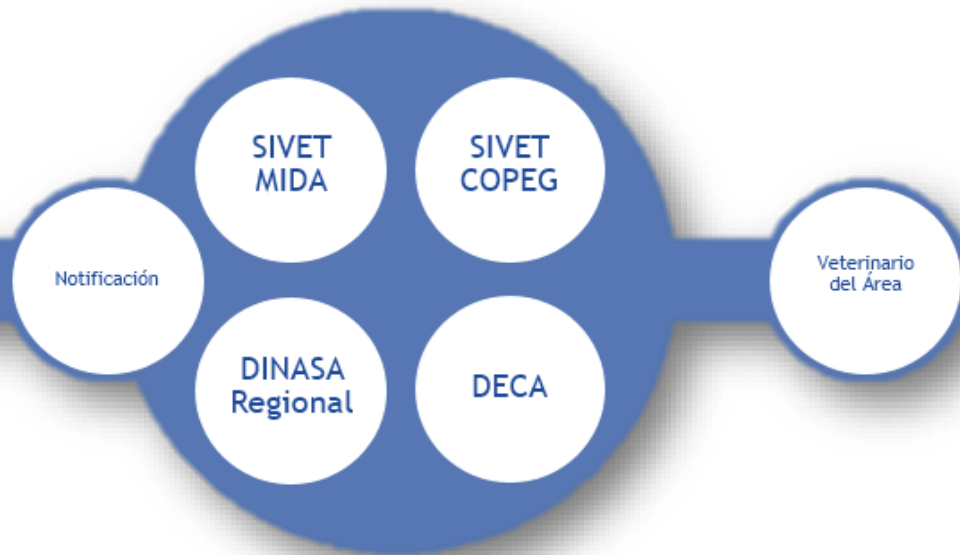 Notificación
SIVET
MIDA
SIVET
COPEG
DINASA
Regional
DECA
Veterinario
del Área